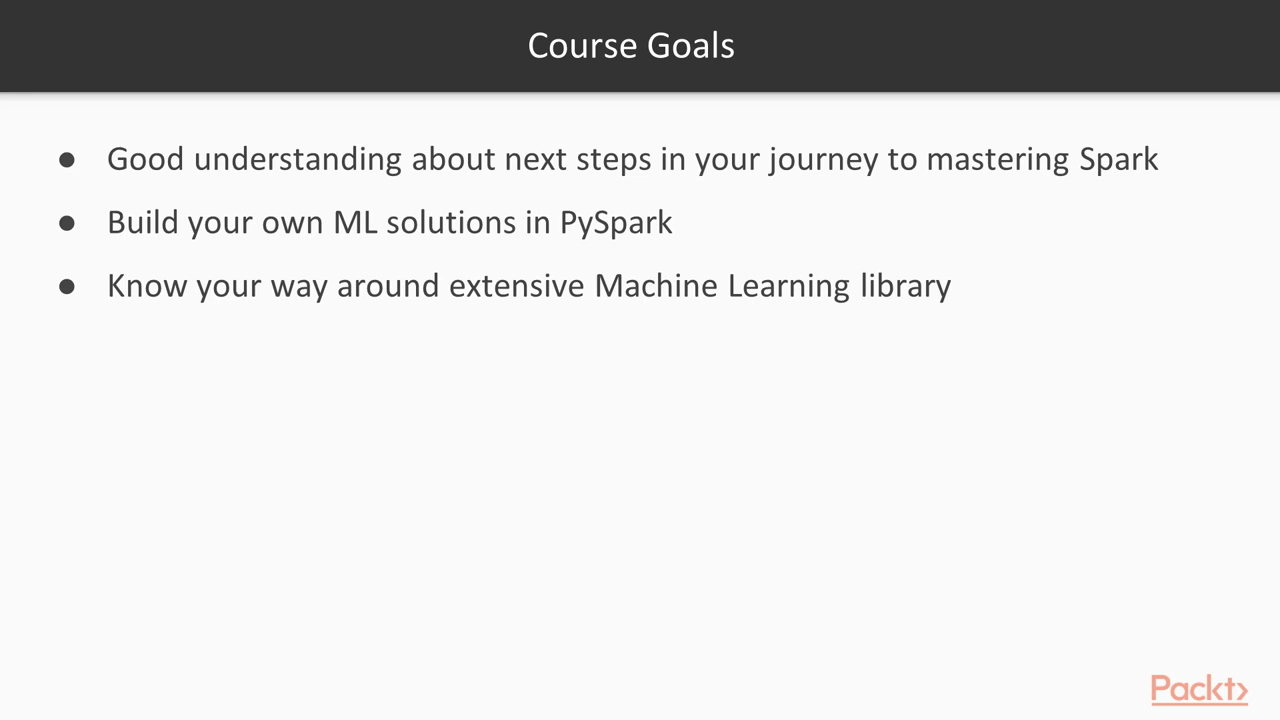 Course Goals
● Good understanding about next steps in your journey to mastering Spark
● Build your own ML solutions in PySpark
● Know your way around extensive Machine Learning library
Packt>